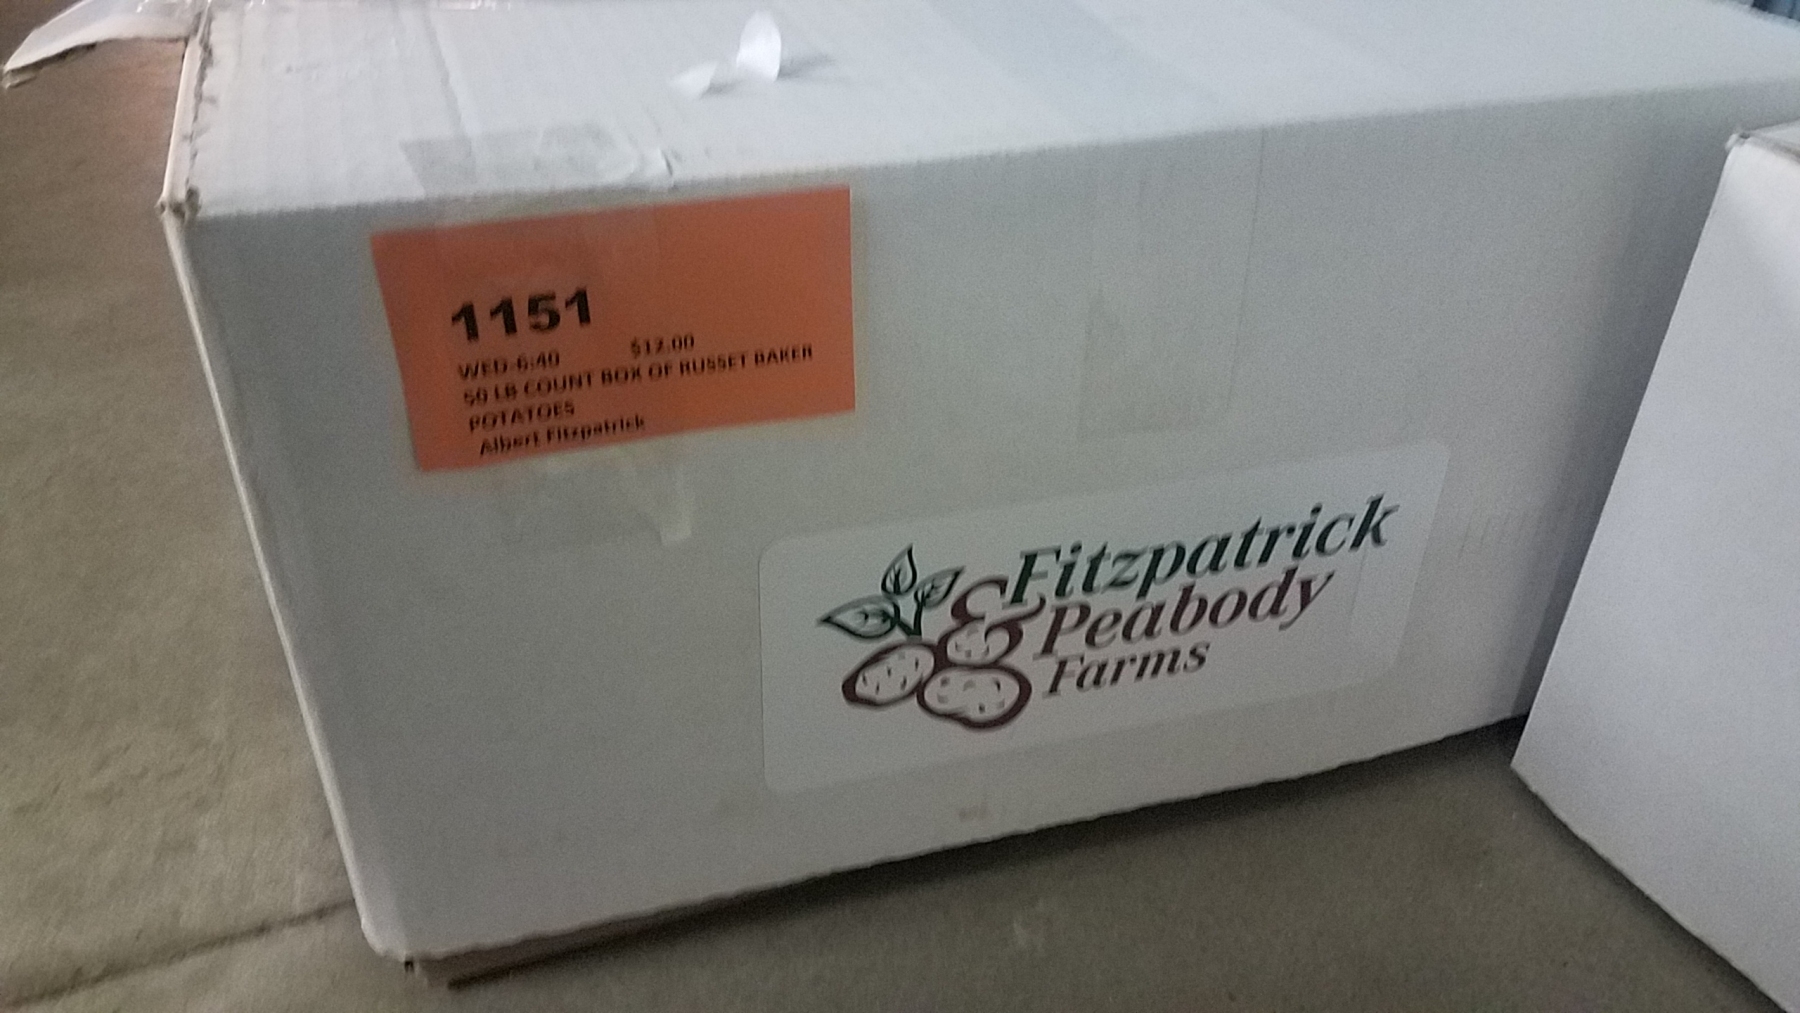 1151
WED-6:40 $12.00
50 LB COUNT BOX OF RUSSET BAKER
POTATOES
Albert Fitzpatrick
Fitzpatrick
& Peabody
Farms